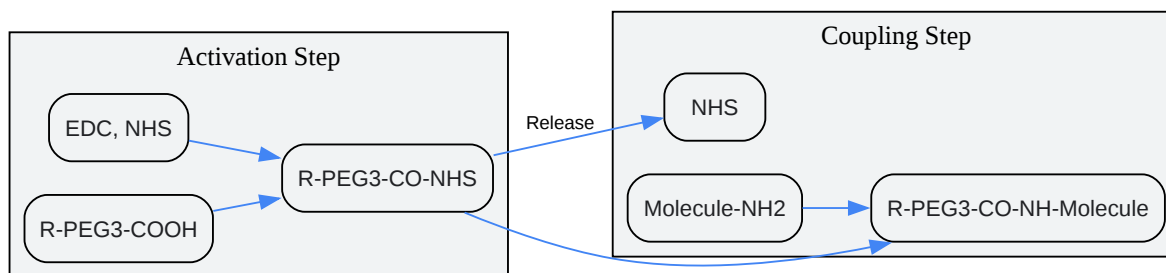 Activation Step
EDC, NHS
R-PEG3-COOH
R-PEG3-CO-NHS
Release
Coupling Step
NHS
Molecule-NH2
R-PEG3-CO-NH-Molecule